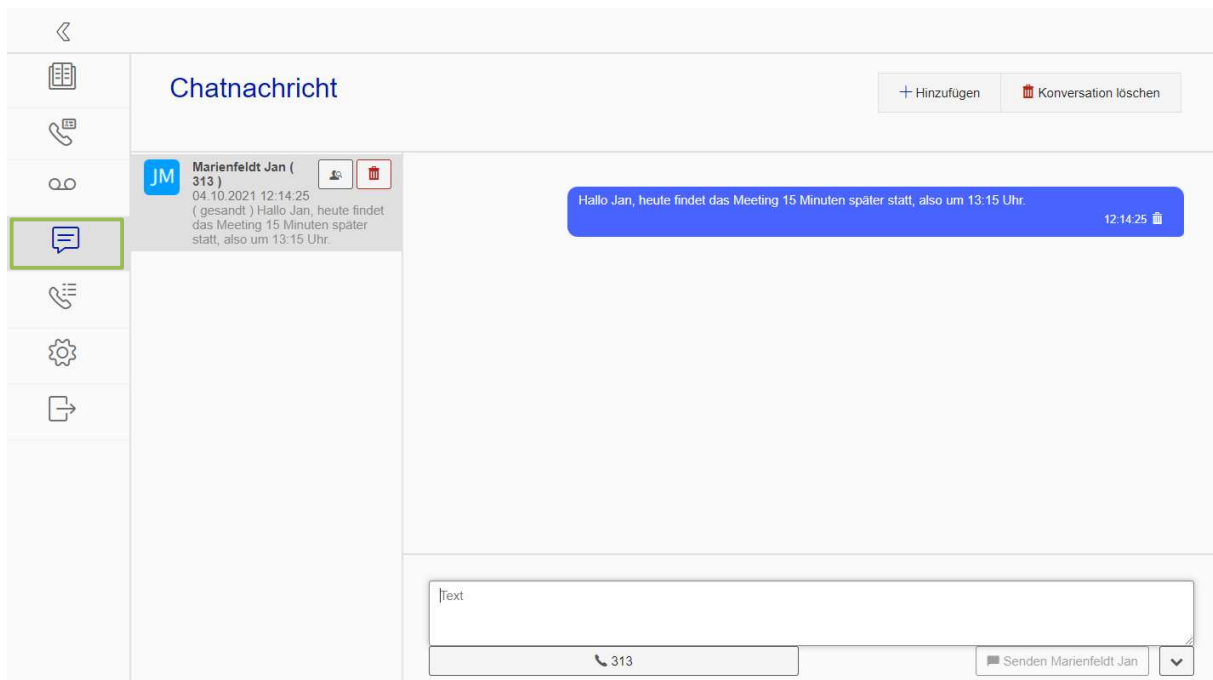 Chatnachricht
+ Hinzufügen
Konversation löschen
JM
Marienfeldt Jan (
313 )
04.10.2021 12:14:25
( gesandt ) Hallo Jan, heute findet
das Meeting 15 Minuten später
statt, also um 13:15 Uhr.
Hallo Jan, heute findet das Meeting 15 Minuten später statt, also um 13:15 Uhr.
12:14:25
Text
313
Senden Marienfeldt Jan